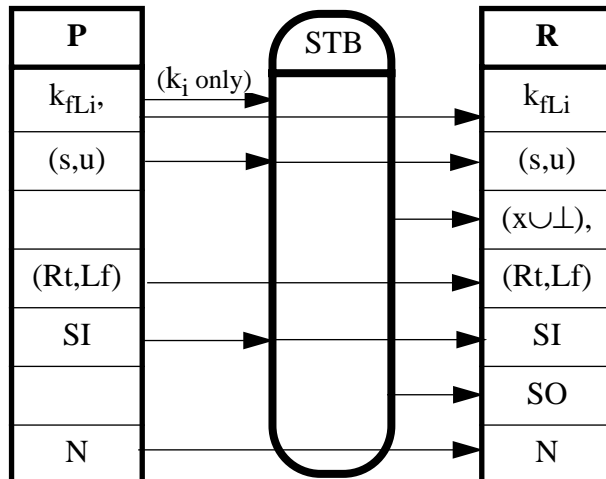 P STB R
k_fLi, (k_i only) k_fLi
(s,u) (s,u)
(x∪⊥),
(Rt,Lf) (Rt,Lf)
SI SI
SO
N N